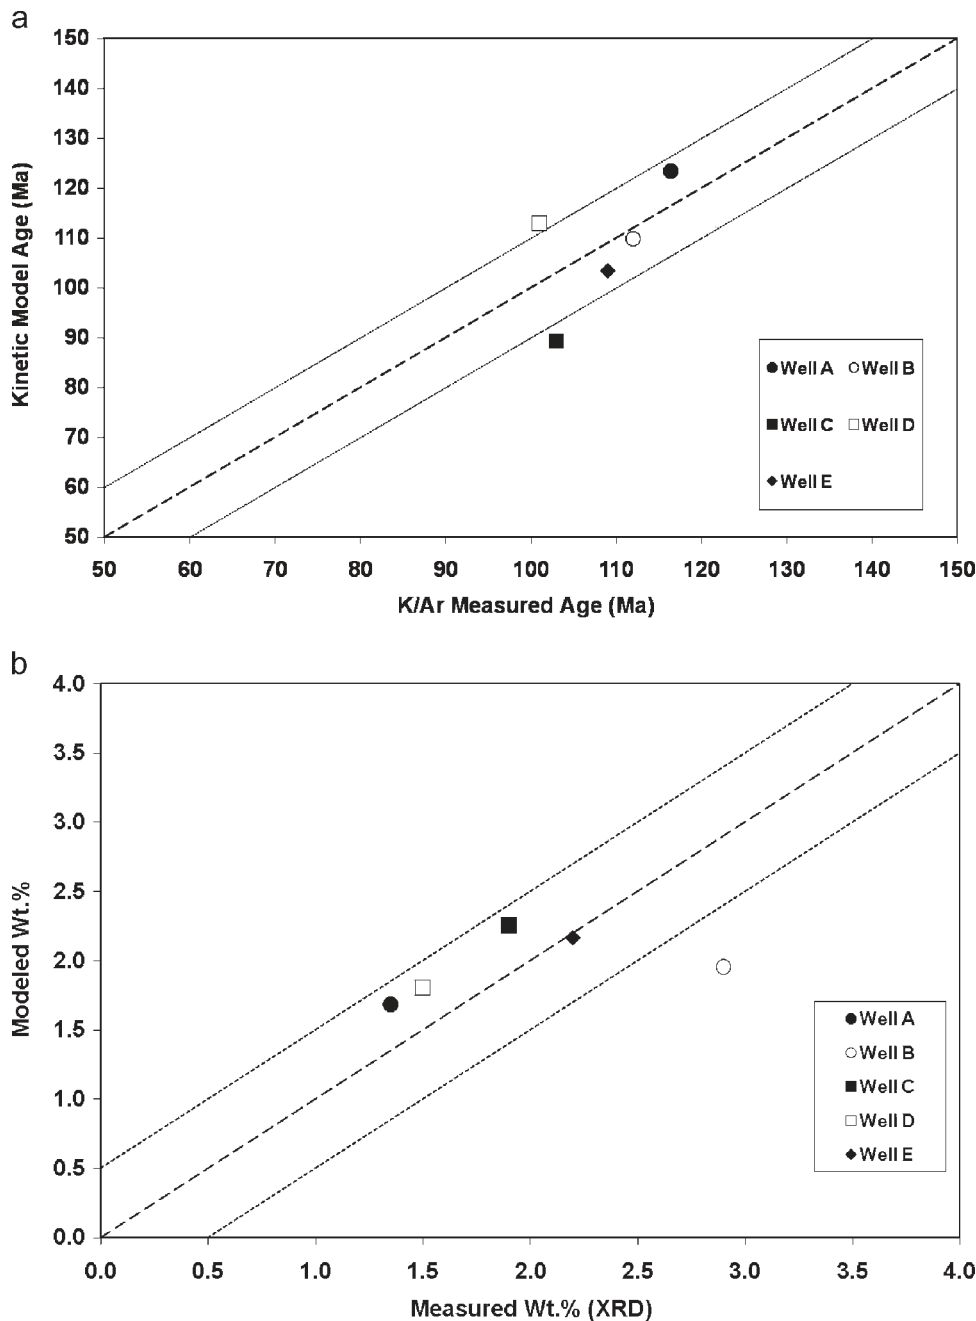 a
150
140
130
120
110
100
90
80
70
60
50
Kinetic Model Age (Ma)
Well A
Well B
Well C
Well D
Well E
50 60 70 80 90 100 110 120 130 140 150
K/Ar Measured Age (Ma)
b
4.0
3.5
3.0
2.5
2.0
1.5
1.0
0.5
0.0
Modeled Wt.%
Well A
Well B
Well C
Well D
Well E
0.0 0.5 1.0 1.5 2.0 2.5 3.0 3.5 4.0
Measured Wt.% (XRD)